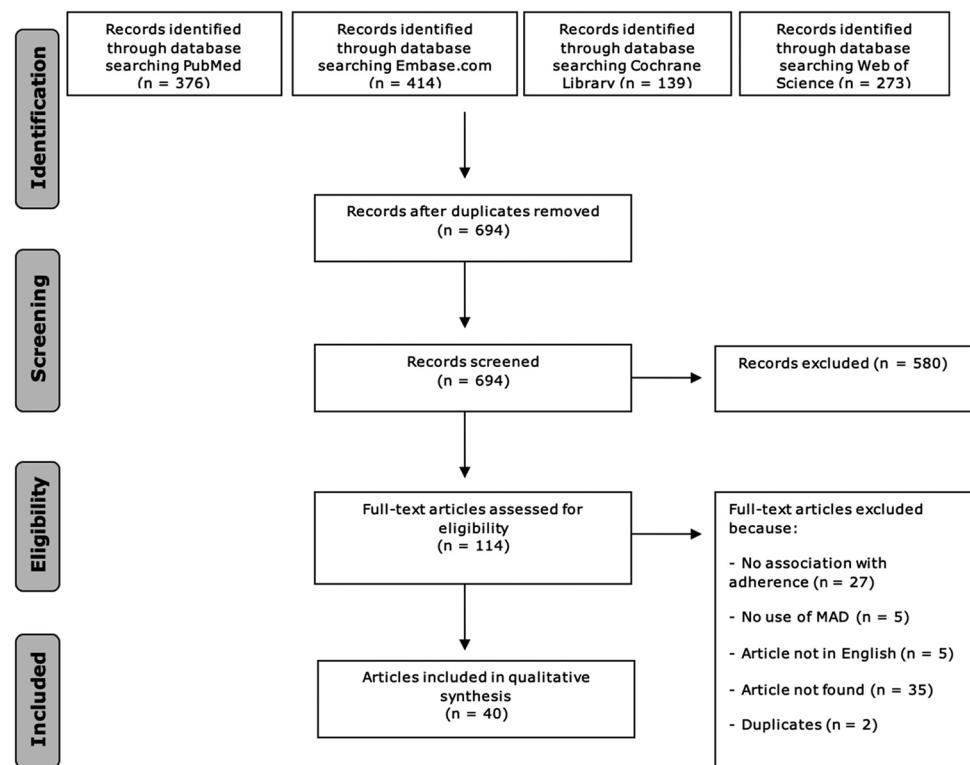 Identification
Records identified
through database
searching PubMed
(n = 376)
Records identified
through database
searching Embase.com
(n = 414)
Records identified
through database
searching Cochrane
Library (n = 139)
Records identified
through database
searching Web of
Science (n = 273)
Records after duplicates removed
(n = 694)
Screening
Records screened
(n = 694)
Records excluded (n = 580)
Eligibility
Full-text articles assessed for
eligibility
(n = 114)
Full-text articles excluded
because:
- No association with
adherence (n = 27)
- No use of MAD (n = 5)
- Article not in English (n = 5)
- Article not found (n = 35)
- Duplicates (n = 2)
Included
Articles included in qualitative
synthesis
(n = 40)